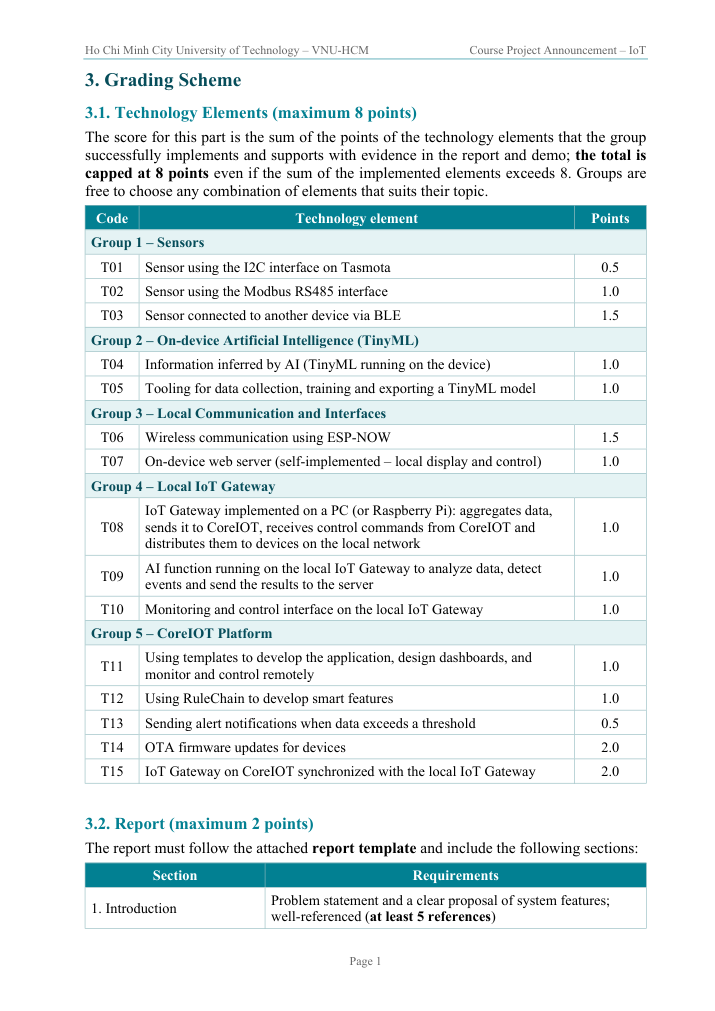 Ho Chi Minh City University of Technology – VNU-HCM Course Project Announcement – IoT
3. Grading Scheme
3.1. Technology Elements (maximum 8 points)
The score for this part is the sum of the points of the technology elements that the group
successfully implements and supports with evidence in the report and demo; the total is
capped at 8 points even if the sum of the implemented elements exceeds 8. Groups are
free to choose any combination of elements that suits their topic.
Code Technology element Points
Group 1 – Sensors
T01 Sensor using the I2C interface on Tasmota 0.5
T02 Sensor using the Modbus RS485 interface 1.0
T03 Sensor connected to another device via BLE 1.5
Group 2 – On-device Artificial Intelligence (TinyML)
T04 Information inferred by AI (TinyML running on the device) 1.0
T05 Tooling for data collection, training and exporting a TinyML model 1.0
Group 3 – Local Communication and Interfaces
T06 Wireless communication using ESP-NOW 1.5
T07 On-device web server (self-implemented – local display and control) 1.0
Group 4 – Local IoT Gateway
IoT Gateway implemented on a PC (or Raspberry Pi): aggregates data,
T08 sends it to CoreIOT, receives control commands from CoreIOT and 1.0
distributes them to devices on the local network
T09 AI function running on the local IoT Gateway to analyze data, detect 1.0
events and send the results to the server
T10 Monitoring and control interface on the local IoT Gateway 1.0
Group 5 – CoreIOT Platform
T11 Using templates to develop the application, design dashboards, and 1.0
monitor and control remotely
T12 Using RuleChain to develop smart features 1.0
T13 Sending alert notifications when data exceeds a threshold 0.5
T14 OTA firmware updates for devices 2.0
T15 IoT Gateway on CoreIOT synchronized with the local IoT Gateway 2.0
3.2. Report (maximum 2 points)
The report must follow the attached report template and include the following sections:
Section Requirements
1. Introduction Problem statement and a clear proposal of system features;
well-referenced (at least 5 references)
Page 1